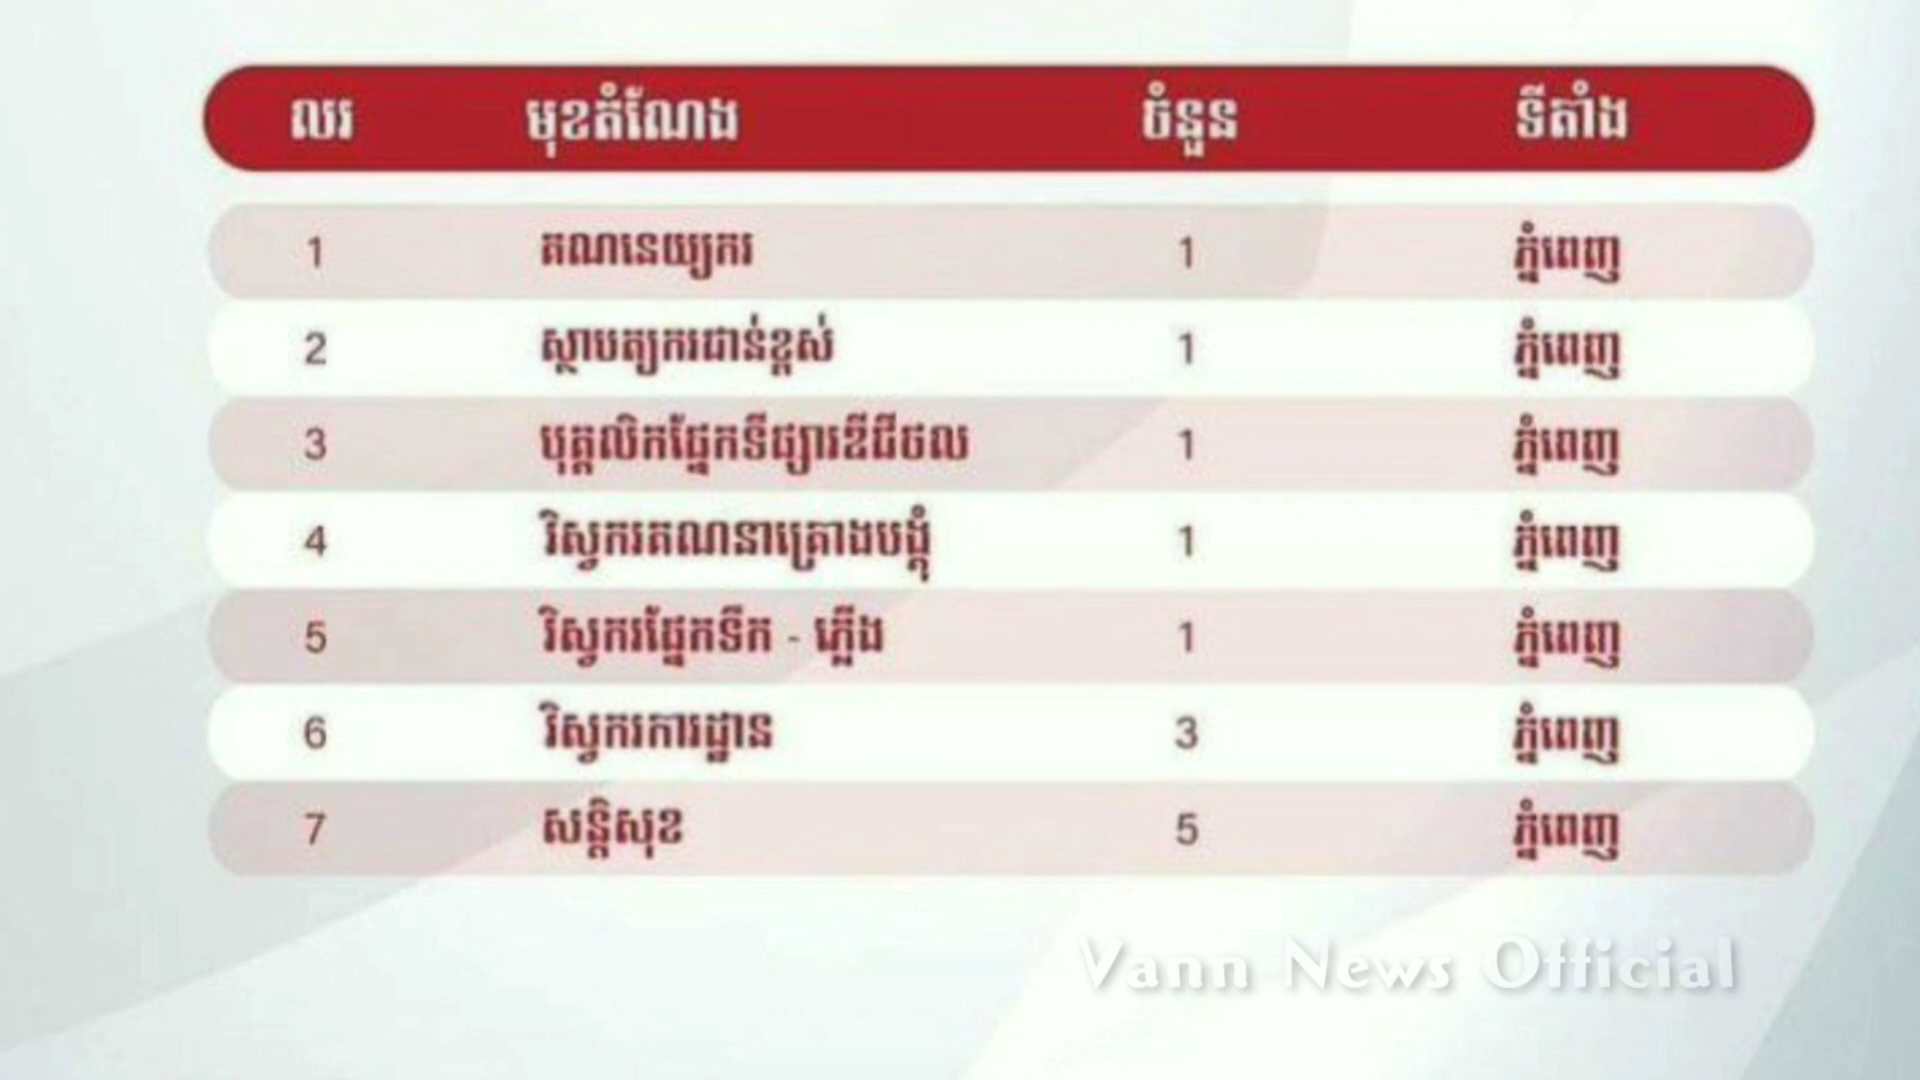 លរ មុខតំណែង ចំនួន ទីតាំង
1 គណនេយ្យករ 1 ភ្នំពេញ
2 ស្ថាបត្យករជាន់ខ្ពស់ 1 ភ្នំពេញ
3 បុគ្គលិកផ្នែកទីផ្សារឌីជីថល 1 ភ្នំពេញ
4 វិស្វករគណនាគ្រោងបង្គុំ 1 ភ្នំពេញ
5 វិស្វករផ្នែកទឹក - ភ្លើង 1 ភ្នំពេញ
6 វិស្វករការដ្ឋាន 3 ភ្នំពេញ
7 សន្តិសុខ 5 ភ្នំពេញ
Vann News Official